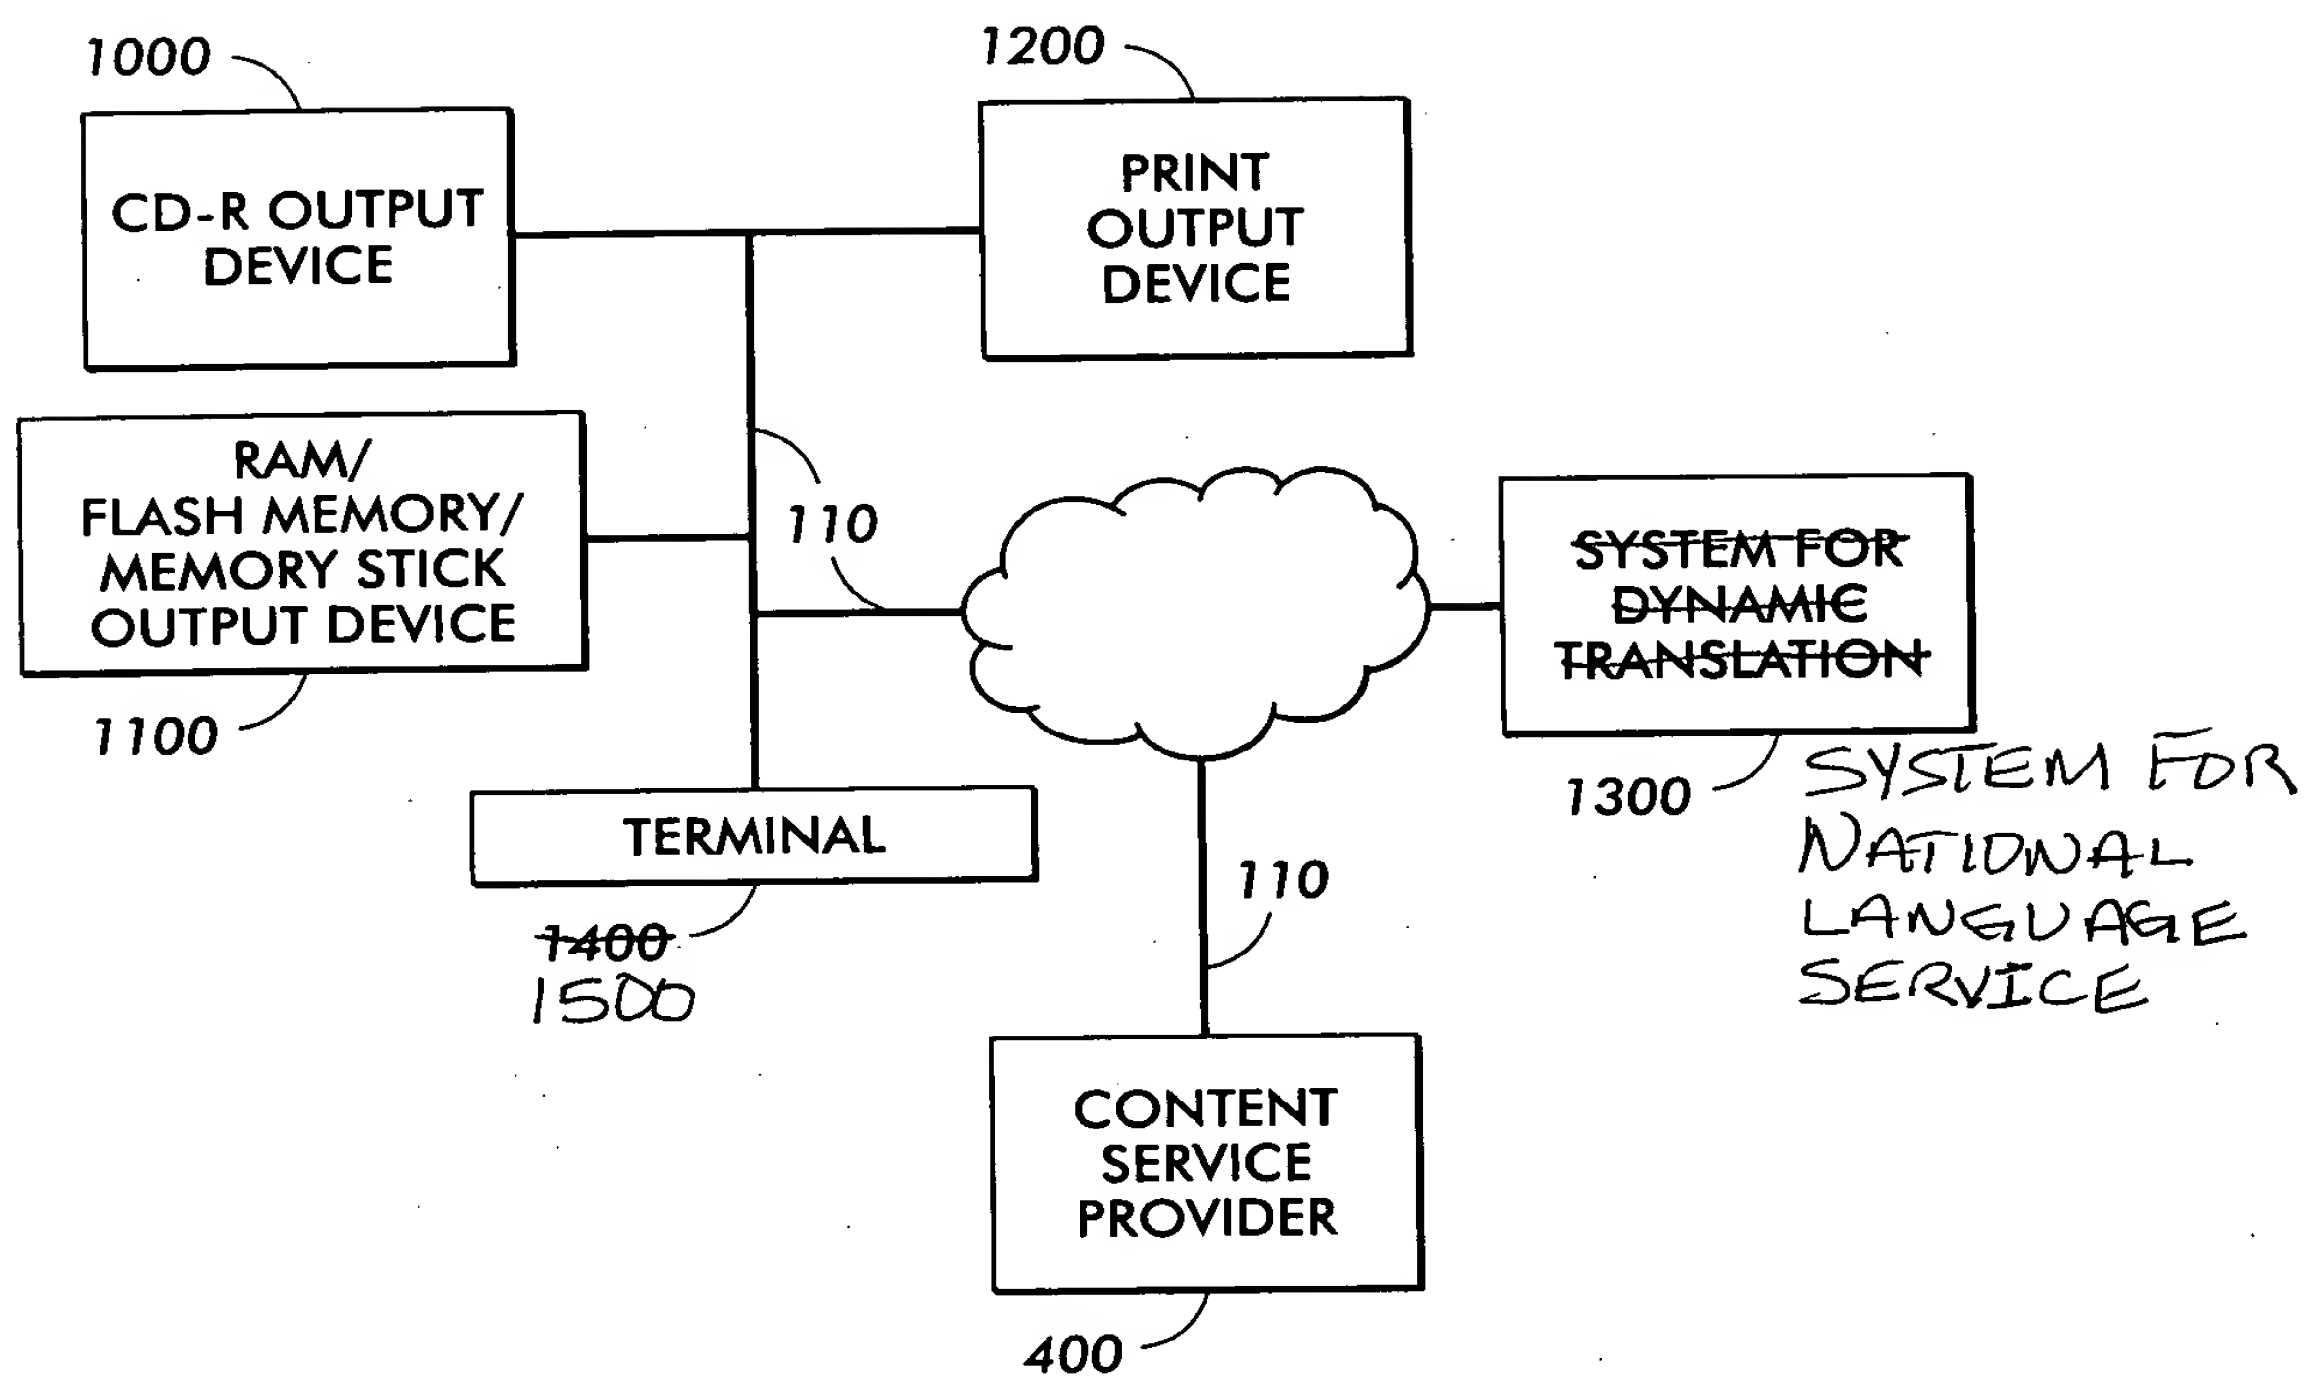 1000
CD-R OUTPUT
DEVICE
1200
PRINT
OUTPUT
DEVICE
RAM/
FLASH MEMORY/
MEMORY STICK
OUTPUT DEVICE
1100
110
SYSTEM FOR
DYNAMIC
TRANSLATION
1300
SYSTEM FOR
NATIONAL
LANGUAGE
SERVICE
TERMINAL
1400
1500
110
CONTENT
SERVICE
PROVIDER
400